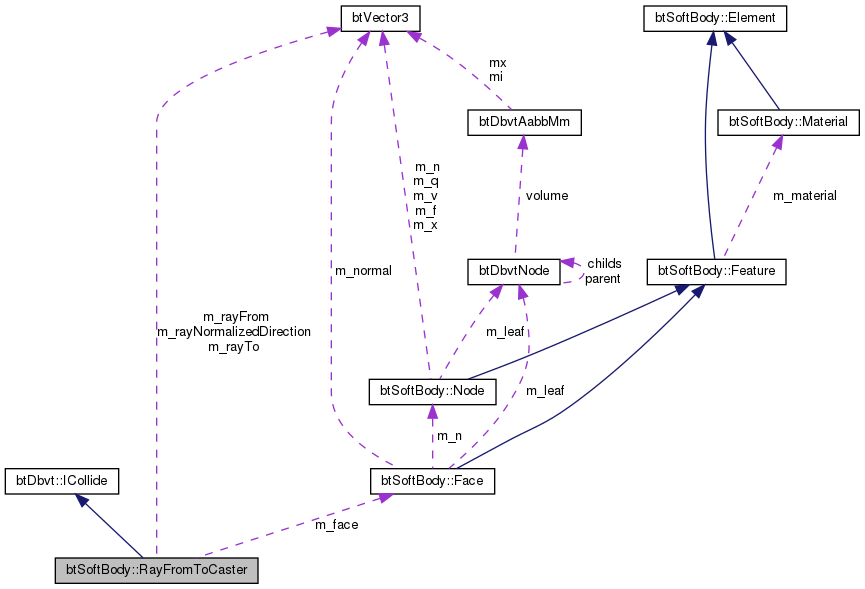 btVector3
btSoftBody::Element
mx
mi
btDbvtAabbMm
btSoftBody::Material
m_n
m_q
m_v
m_f
m_x
volume
m_material
m_normal
btDbvtNode
childs
parent
btSoftBody::Feature
m_rayFrom
m_rayNormalizedDirection
m_rayTo
m_leaf
btSoftBody::Node
m_leaf
m_n
btDbvt::ICollide
btSoftBody::Face
m_face
btSoftBody::RayFromToCaster